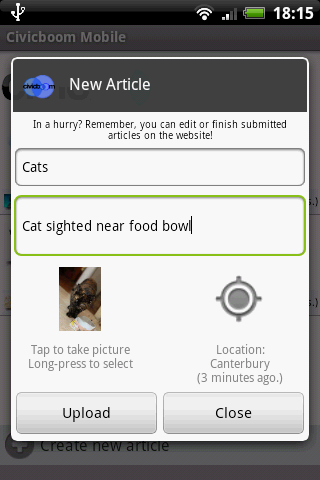 18:15
Civicboom Mobile
civicboom
New Article
In a hurry? Remember, you can edit or finish submitted
articles on the website!
Cats
Cat sighted near food bowl
s.)
s.)
Tap to take picture
Long-press to select
Location:
Canterbury
(3 minutes ago.)
Upload
Close
Create new article